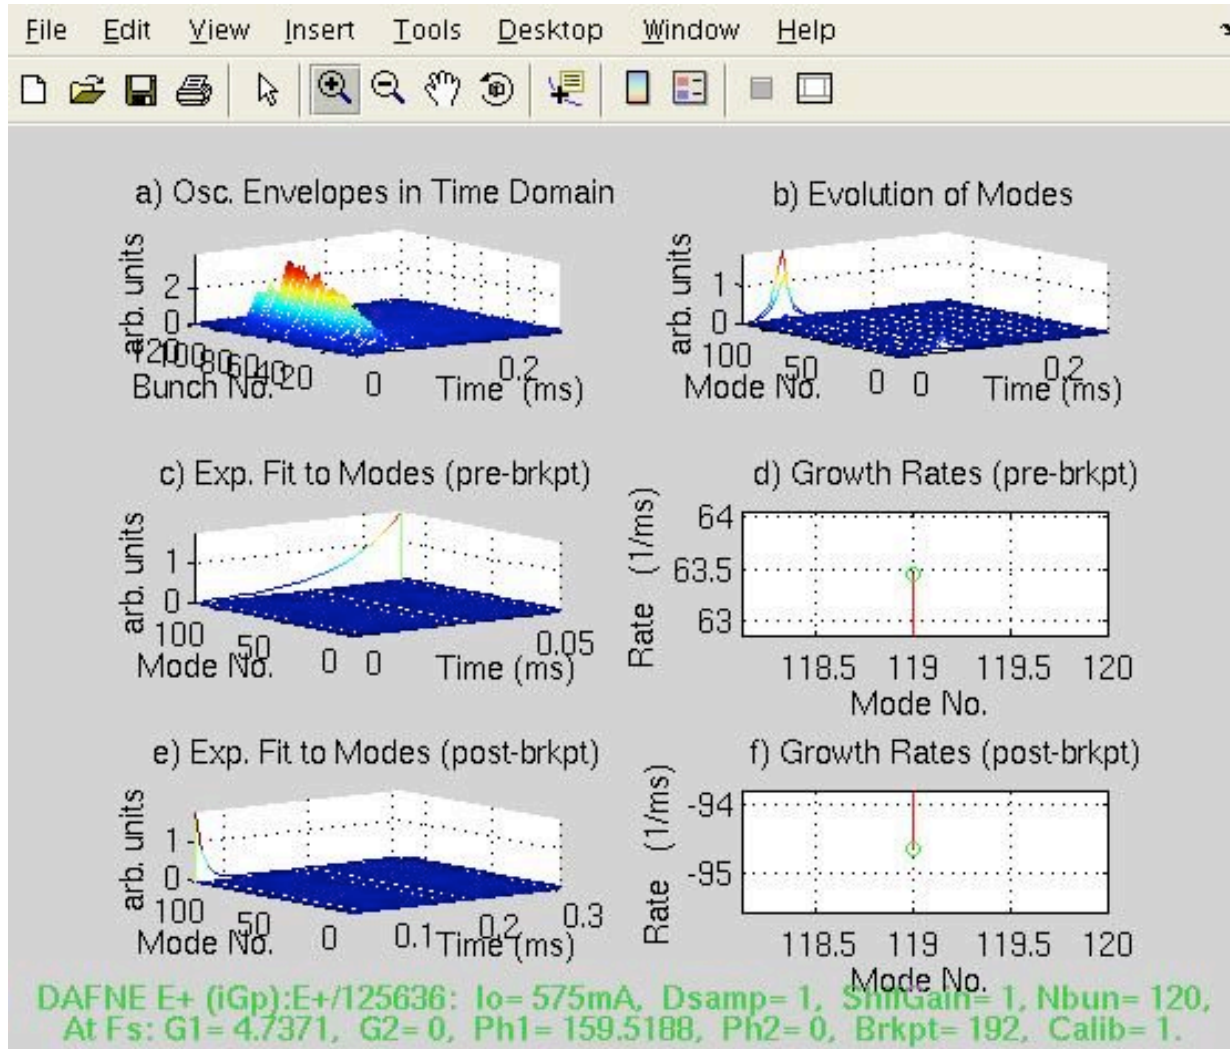 File Edit View Insert Tools Desktop Window Help
a) Osc. Envelopes in Time Domain
arb. units
2
0
120
100
80
60
40
20
Bunch No.
0
0.2
Time (ms)
b) Evolution of Modes
arb. units
1
0
100
50
0
Mode No.
0
0.2
Time (ms)
c) Exp. Fit to Modes (pre-brkpt)
arb. units
1
0
100
50
0
Mode No.
0
0.05
Time (ms)
d) Growth Rates (pre-brkpt)
Rate (1/ms)
64
63.5
63
118.5 119 119.5 120
Mode No.
e) Exp. Fit to Modes (post-brkpt)
arb. units
1
0
100
50
0
Mode No.
0.1
0.2
0.3
Time (ms)
f) Growth Rates (post-brkpt)
Rate (1/ms)
-94
-95
118.5 119 119.5 120
Mode No.
DAFNE E+ (iGp):E+/125636: Io= 575mA, Dsamp= 1, ShifGain= 1, Nbun= 120,
At Fs: G1= 4.7371, G2= 0, Ph1= 159.5188, Ph2= 0, Brkpt= 192, Calib= 1.